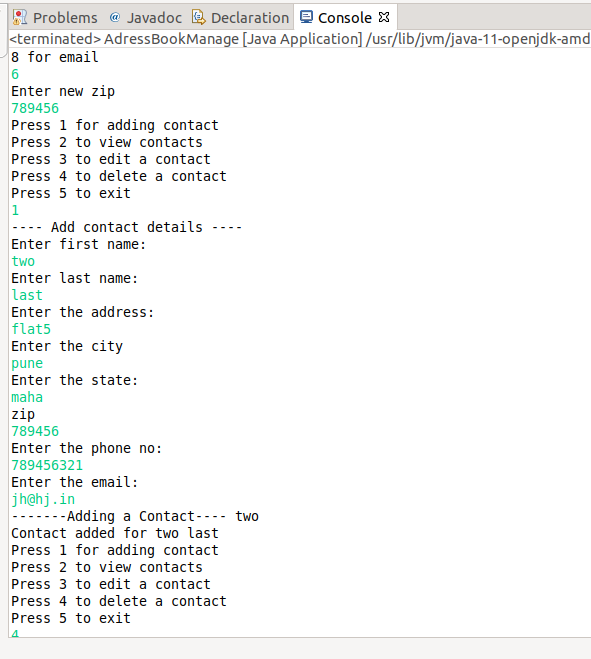 Problems @ Javadoc Declaration Console
<terminated> AdressBookManage [Java Application] /usr/lib/jvm/java-11-openjdk-amd
8 for email
6
Enter new zip
789456
Press 1 for adding contact
Press 2 to view contacts
Press 3 to edit a contact
Press 4 to delete a contact
Press 5 to exit
1
---- Add contact details ----
Enter first name:
two
Enter last name:
last
Enter the address:
flat5
Enter the city
pune
Enter the state:
maha
zip
789456
Enter the phone no:
789456321
Enter the email:
jh@hj.in
-------Adding a Contact---- two
Contact added for two last
Press 1 for adding contact
Press 2 to view contacts
Press 3 to edit a contact
Press 4 to delete a contact
Press 5 to exit
4